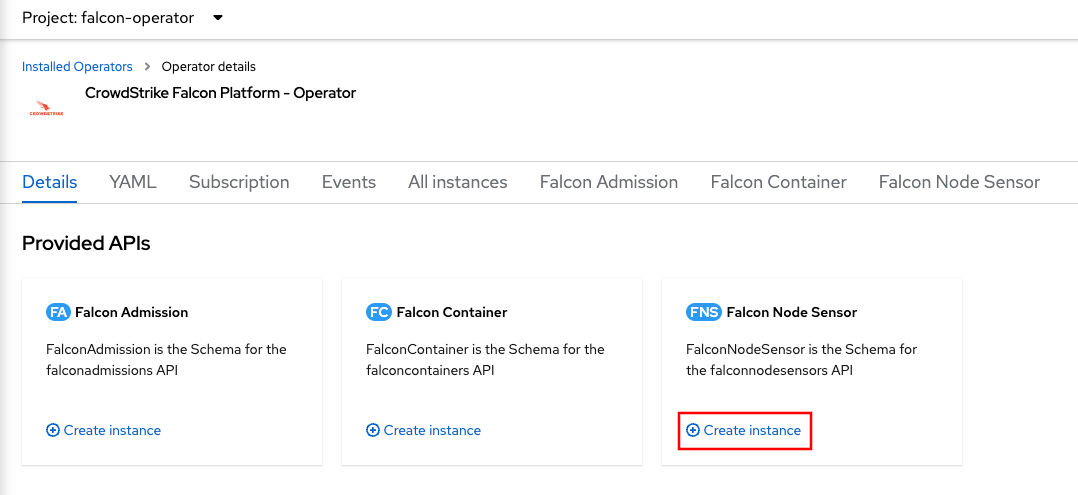 Project: falcon-operator
Installed Operators > Operator details
CROWDSTRIKE
CrowdStrike Falcon Platform - Operator
Details YAML Subscription Events All instances Falcon Admission Falcon Container Falcon Node Sensor
Provided APIs
FA Falcon Admission
FalconAdmission is the Schema for the
falconadmissions API
Create instance
FC Falcon Container
FalconContainer is the Schema for the
falconcontainers API
Create instance
FNS Falcon Node Sensor
FalconNodeSensor is the Schema for
the falconnodesensors API
Create instance